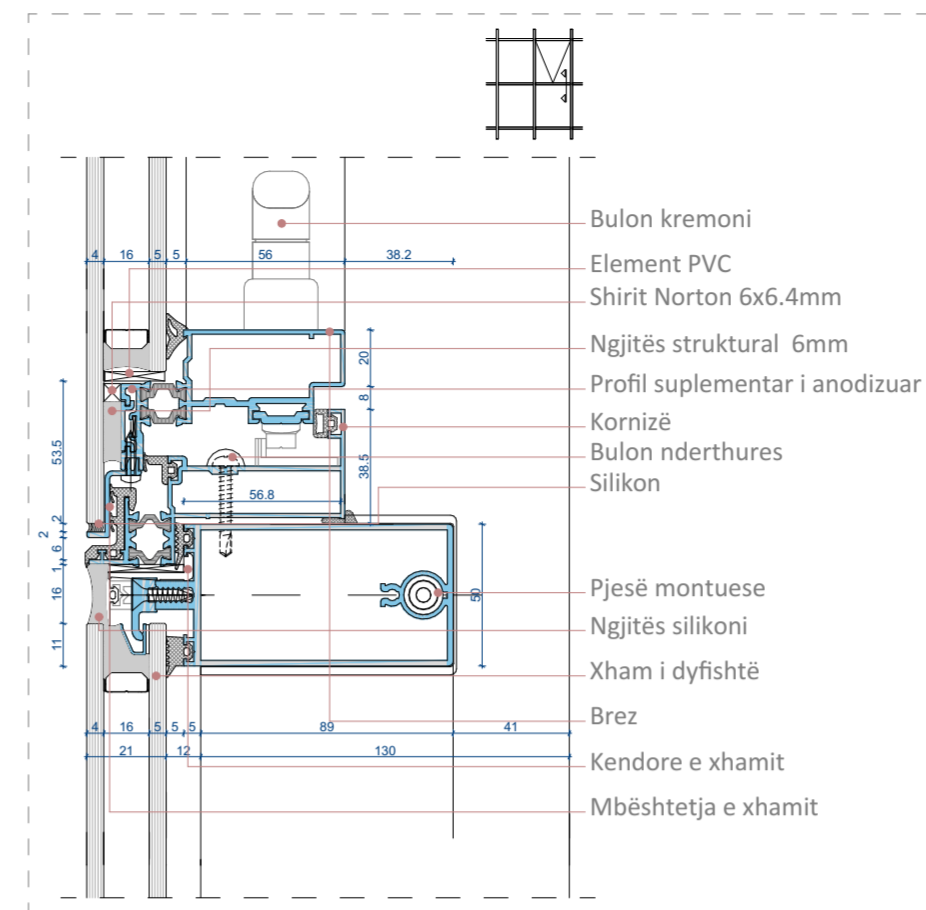 Bulon kremoni
4 16 5 5 56 38.2
Element PVC
Shirit Norton 6x6.4mm
Ngjitës struktural 6mm
20
Profil suplementar i anodizuar
8
Kornizë
53.5
38.5
Bulon nderthures
Silikon
56.8
2
2
6
1
Pjesë montuese
16
50
Ngjitës silikoni
11
Xham i dyfishtë
Brez
4 16 5 5 5 89 41
21 12 130
Kendore e xhamit
Mbështetja e xhamit